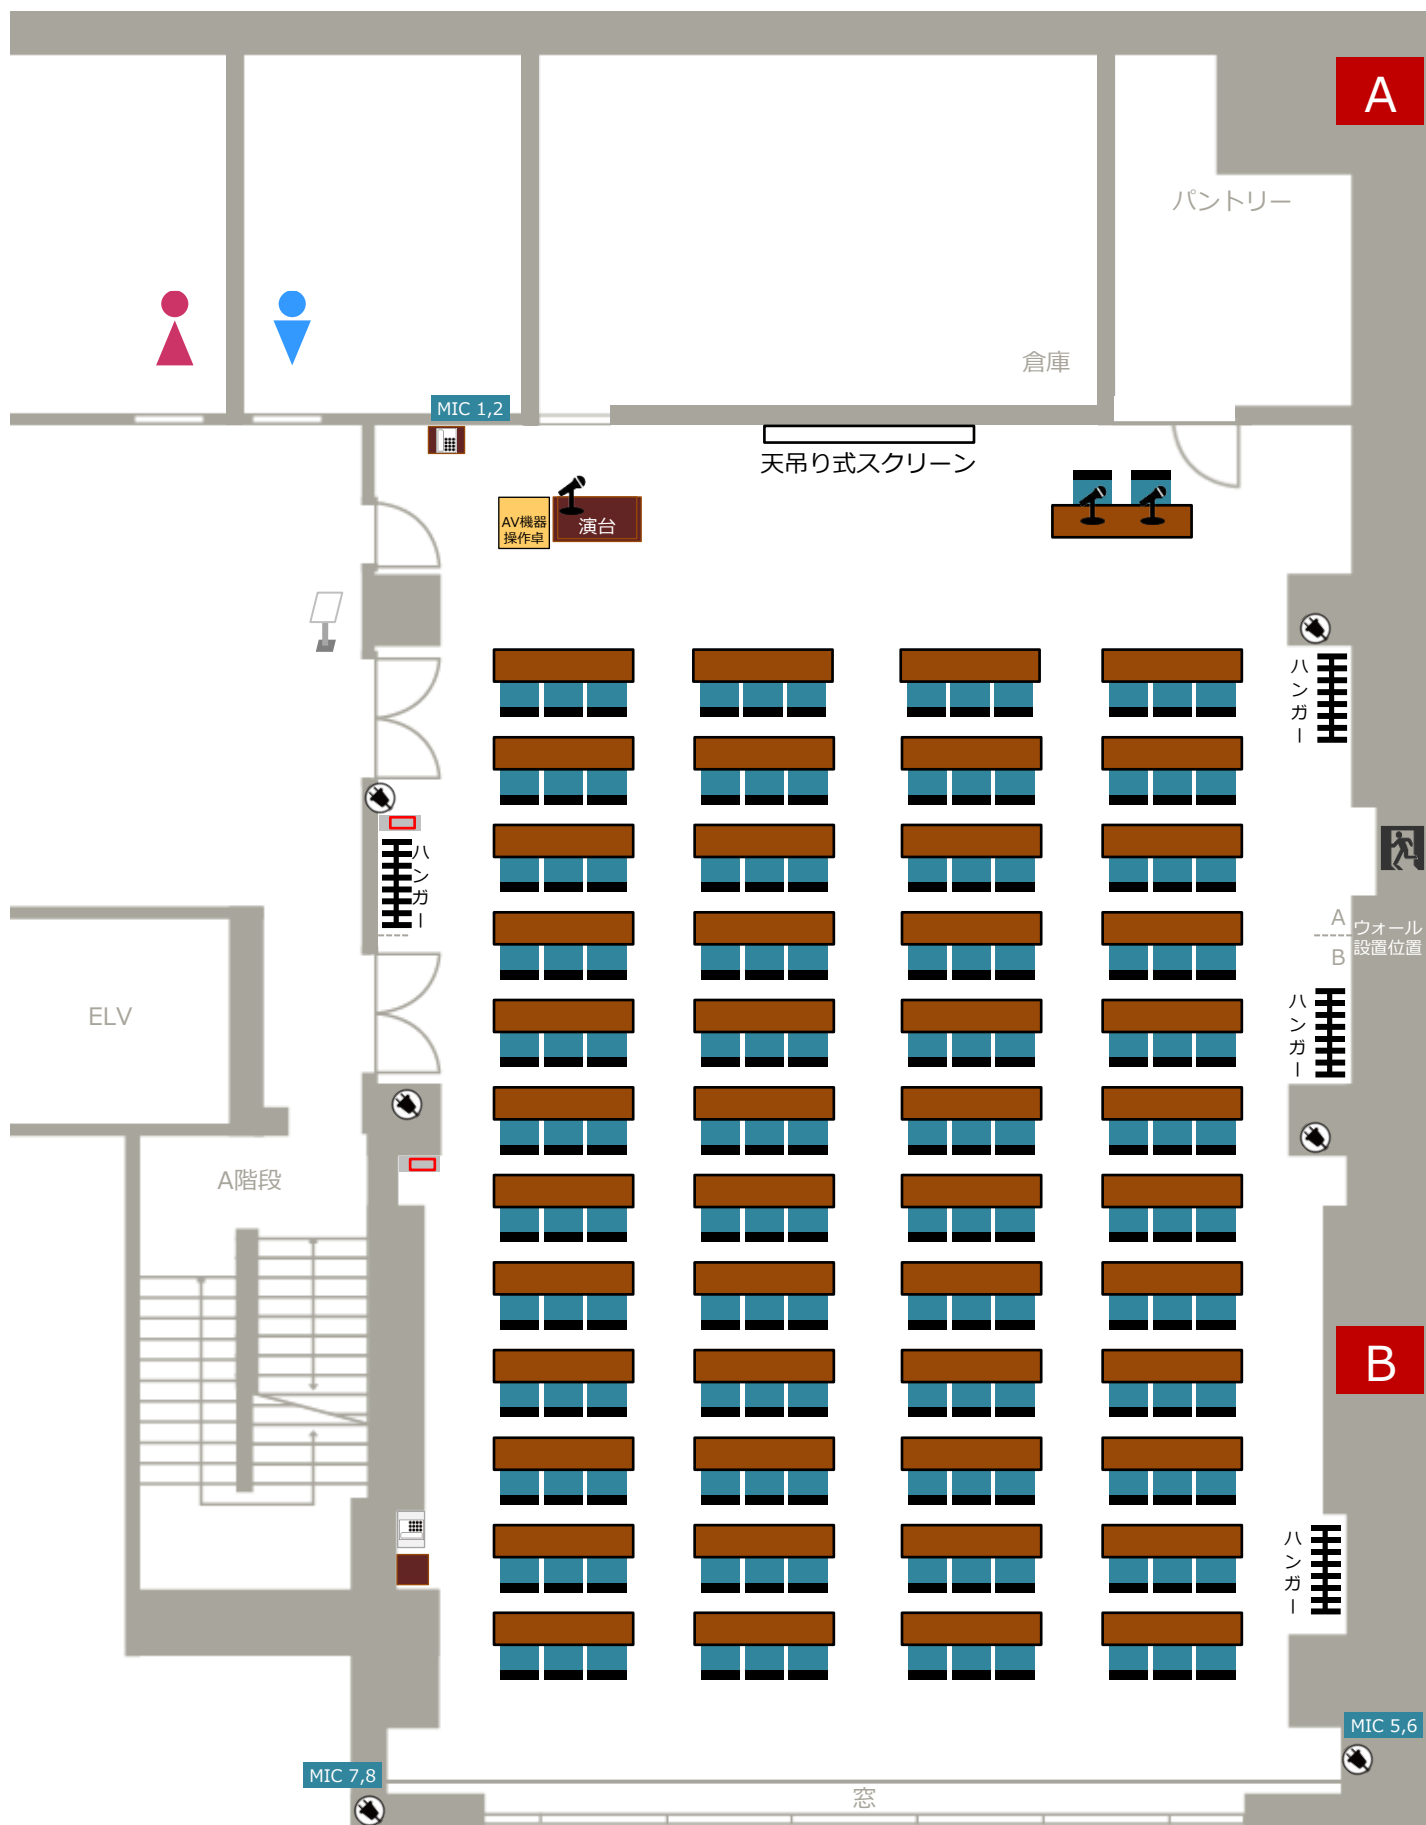 A
パントリー
倉庫
MIC 1,2
天吊り式スクリーン
AV機器
操作卓
演台
ハンガー
ハンガー
A
ウォール
設置位置
B
ELV
ハンガー
A階段
B
ハンガー
MIC 5,6
MIC 7,8
窓